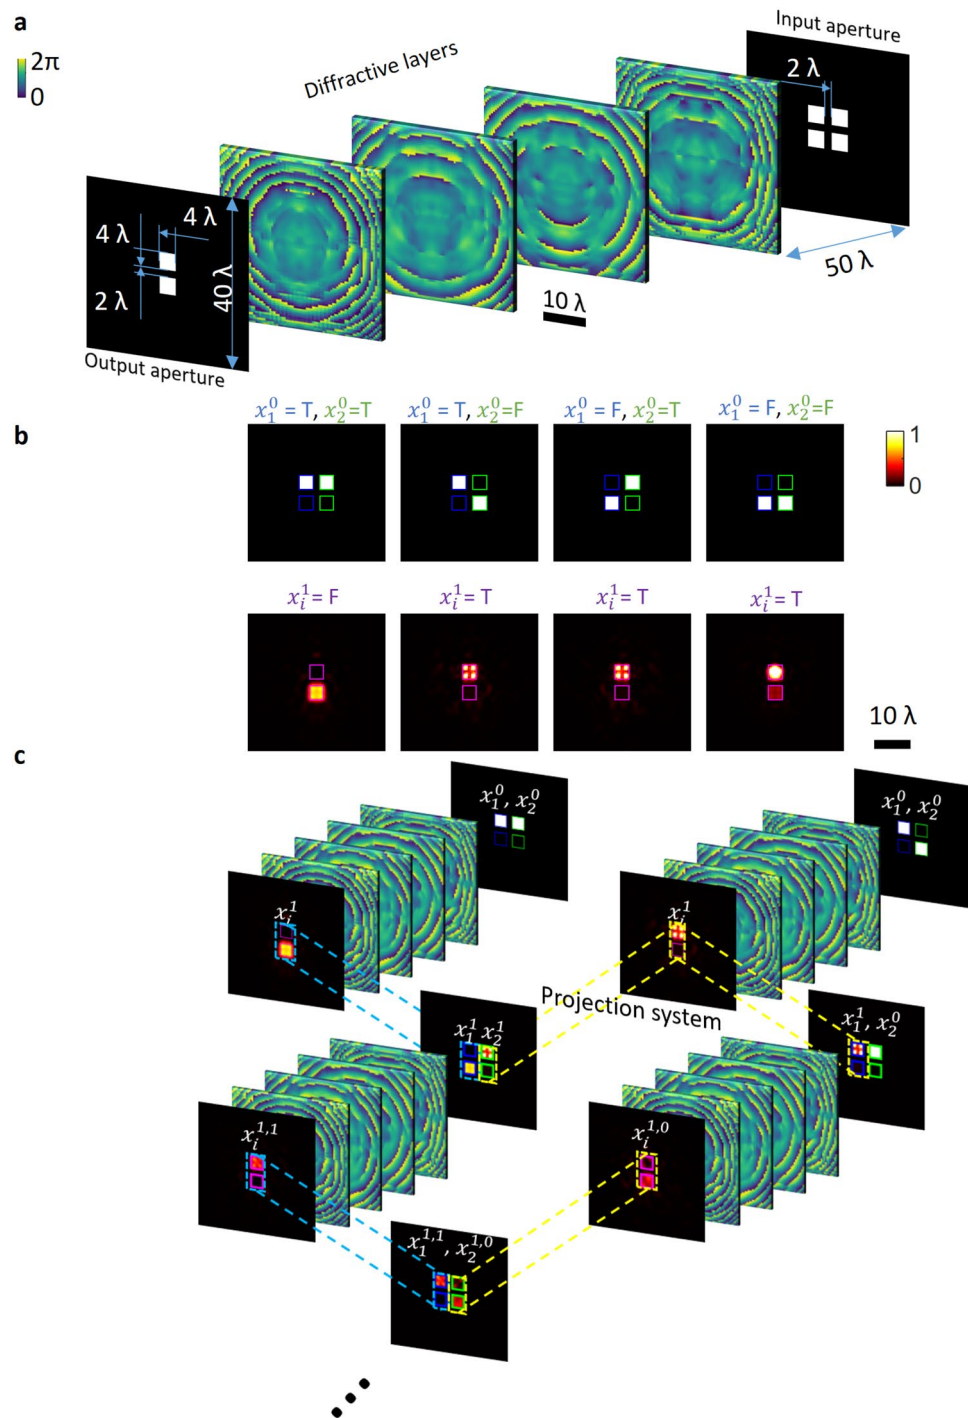 a
Input aperture
2π
0
Diffractive layers
2 λ
4 λ
4 λ
2 λ
40 λ
50 λ
10 λ
Output aperture
b
x₁⁰ = T, x₂⁰=T
x₁⁰ = T, x₂⁰=F
x₁⁰ = F, x₂⁰=T
x₁⁰ = F, x₂⁰=F
1
0
xᵢ¹= F
xᵢ¹= T
xᵢ¹= T
xᵢ¹= T
10 λ
c
x₁⁰, x₂⁰
x₁⁰, x₂⁰
xᵢ¹
xᵢ¹
Projection system
x₁¹ x₂¹
x₁¹, x₂⁰
xᵢ¹·¹
xᵢ¹·⁰
x₁¹·¹, x₂¹·⁰